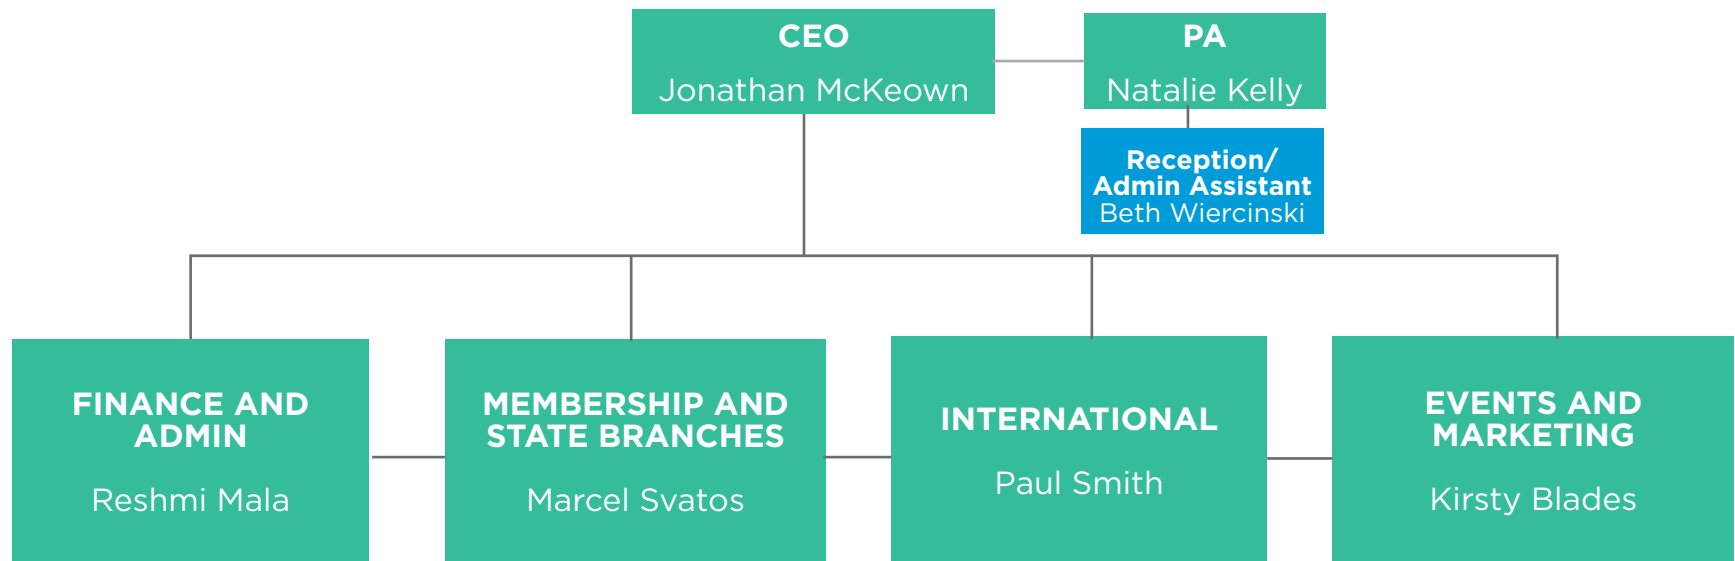 CEO
Jonathan McKeown
PA
Natalie Kelly
Reception/
Admin Assistant
Beth Wiercinski
FINANCE AND
ADMIN
Reshmi Mala
MEMBERSHIP AND
STATE BRANCHES
Marcel Svatos
INTERNATIONAL
Paul Smith
EVENTS AND
MARKETING
Kirsty Blades